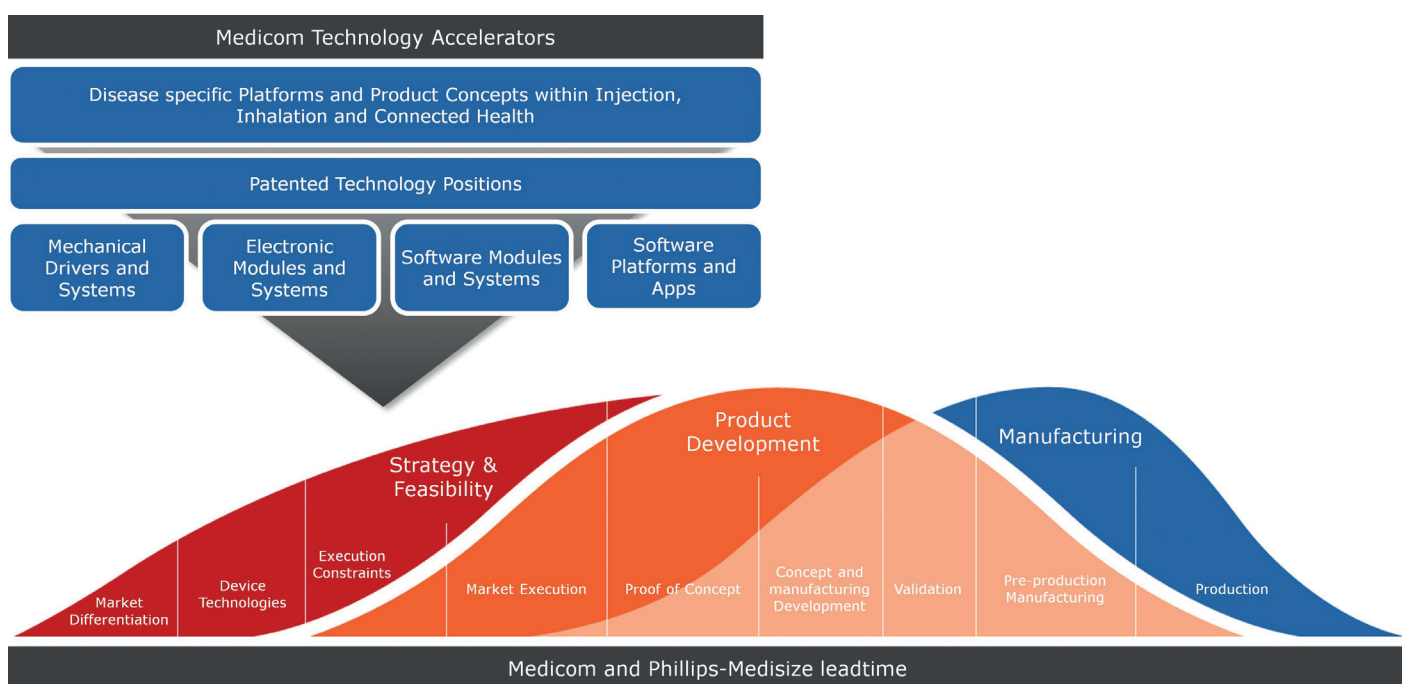 Medicom Technology Accelerators
Disease specific Platforms and Product Concepts within Injection,
Inhalation and Connected Health
Patented Technology Positions
Mechanical
Drivers and
Systems
Electronic
Modules and
Systems
Software Modules
and Systems
Software
Platforms and
Apps
Strategy &
Feasibility
Product
Development
Manufacturing
Market
Differentiation
Device
Technologies
Execution
Constraints
Market Execution
Proof of Concept
Concept and
manufacturing
Development
Validation
Pre-production
Manufacturing
Production
Medicom and Phillips-Medisize leadtime